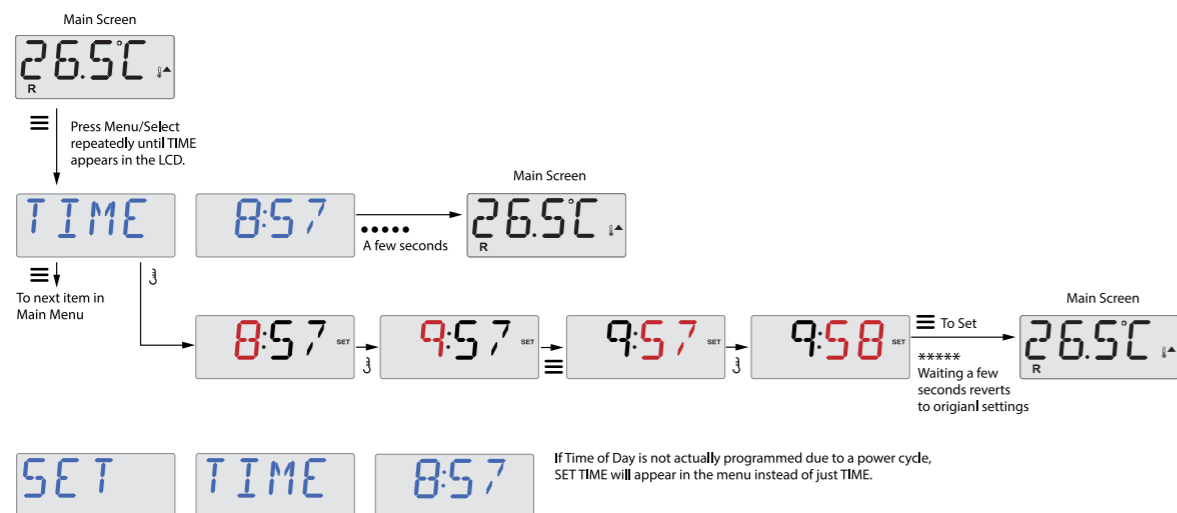 Main Screen
26.5°C
R
Press Menu/Select
repeatedly until TIME
appears in the LCD.
TIME
8:57
A few seconds
Main Screen
26.5°C
R
To next item in
Main Menu
8:57 SET
9:57 SET
9:57 SET
9:58 SET
To Set
*****
Waiting a few
seconds reverts
to origianl settings
Main Screen
26.5°C
R
SET
TIME
8:57
If Time of Day is not actually programmed due to a power cycle,
SET TIME will appear in the menu instead of just TIME.